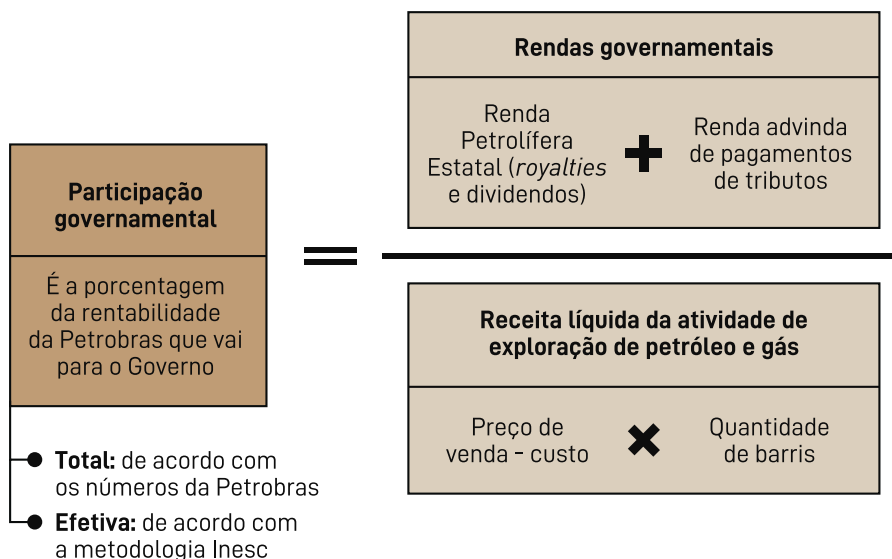 Rendas governamentais
Renda
Petrolífera
Estatal (royalties
e dividendos)
+
Renda advinda
de pagamentos
de tributos
Participação
governamental
É a porcentagem
da rentabilidade
da Petrobras que vai
para o Governo
=
Receita líquida da atividade de
exploração de petróleo e gás
Preço de
venda - custo
×
Quantidade
de barris
Total: de acordo com
os números da Petrobras
Efetiva: de acordo com
a metodologia Inesc